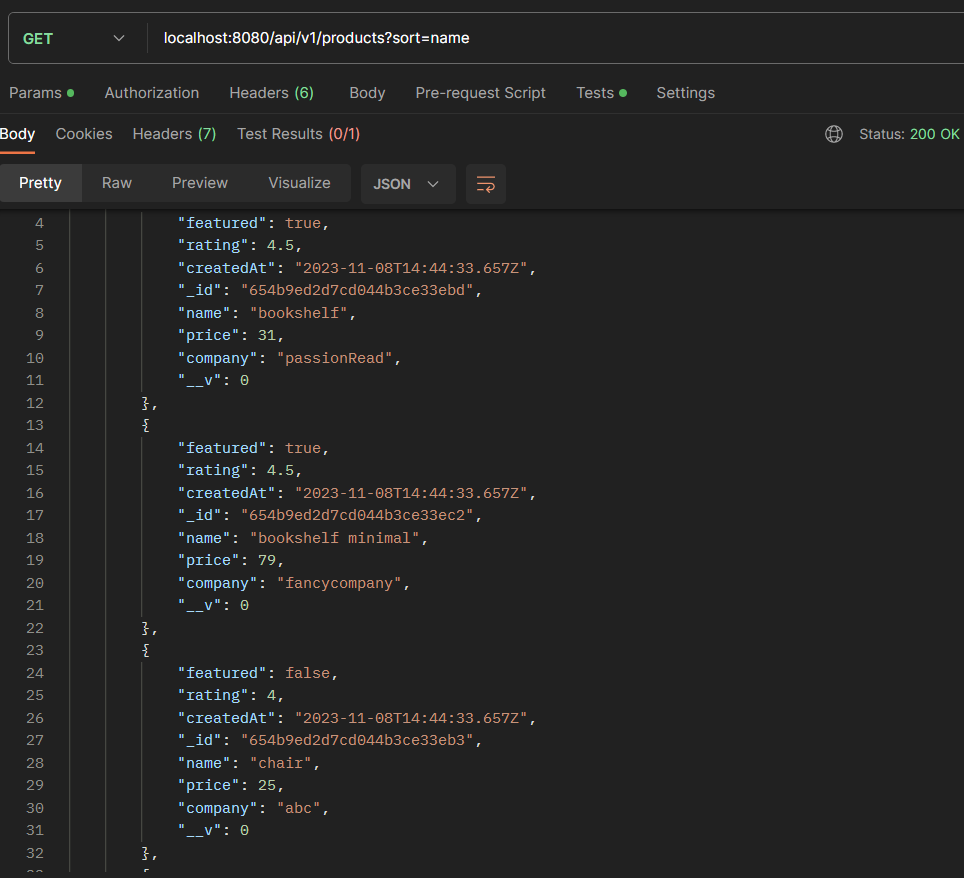 GET localhost:8080/api/v1/products?sort=name
Params Authorization Headers (6) Body Pre-request Script Tests Settings
Body Cookies Headers (7) Test Results (0/1) Status: 200 OK
Pretty Raw Preview Visualize JSON
4 "featured": true,
5 "rating": 4.5,
6 "createdAt": "2023-11-08T14:44:33.657Z",
7 "_id": "654b9ed2d7cd044b3ce33ebd",
8 "name": "bookshelf",
9 "price": 31,
10 "company": "passionRead",
11 "__v": 0
12 },
13 {
14 "featured": true,
15 "rating": 4.5,
16 "createdAt": "2023-11-08T14:44:33.657Z",
17 "_id": "654b9ed2d7cd044b3ce33ec2",
18 "name": "bookshelf minimal",
19 "price": 79,
20 "company": "fancycompany",
21 "__v": 0
22 },
23 {
24 "featured": false,
25 "rating": 4,
26 "createdAt": "2023-11-08T14:44:33.657Z",
27 "_id": "654b9ed2d7cd044b3ce33eb3",
28 "name": "chair",
29 "price": 25,
30 "company": "abc",
31 "__v": 0
32 },